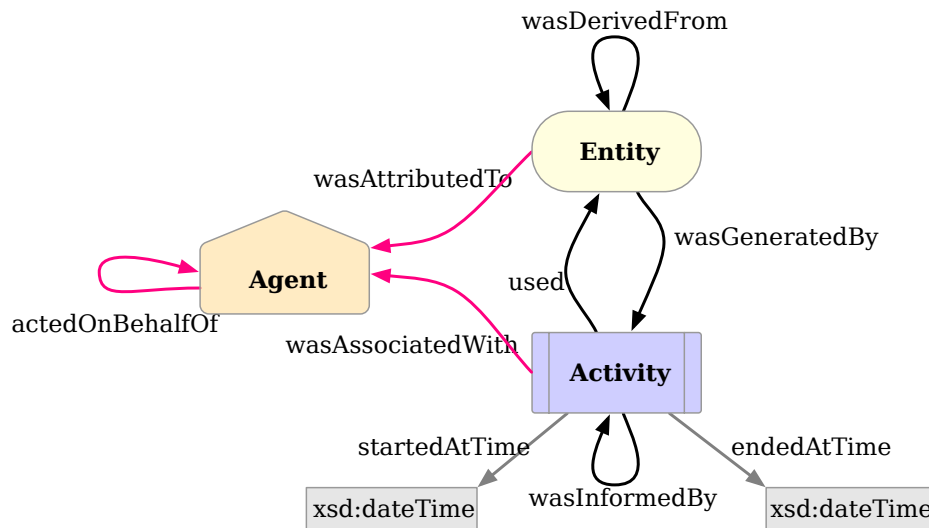 wasDerivedFrom
Entity
wasAttributedTo
wasGeneratedBy
Agent
used
actedOnBehalfOf
wasAssociatedWith
Activity
startedAtTime
endedAtTime
wasInformedBy
xsd:dateTime
xsd:dateTime